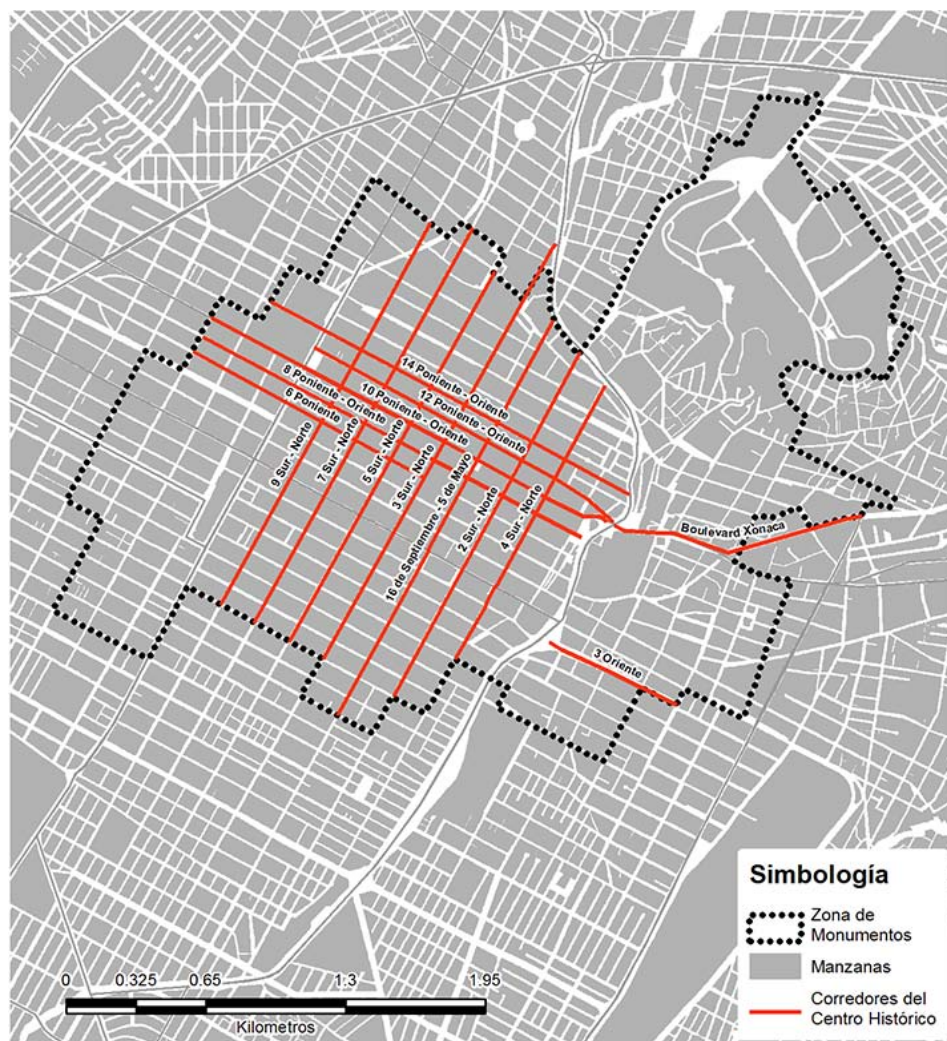 14 Poniente - Oriente
12 Poniente - Oriente
10 Poniente - Oriente
8 Poniente - Oriente
6 Poniente
9 Sur - Norte
7 Sur - Norte
5 Sur - Norte
3 Sur - Norte
16 de Septiembre - 5 de Mayo
2 Sur - Norte
4 Sur - Norte
Boulevard Xonaca
3 Oriente
Simbología
Zona de
Monumentos
Manzanas
Corredores del
Centro Histórico
0 0.325 0.65 1.3 1.95
Kilometros